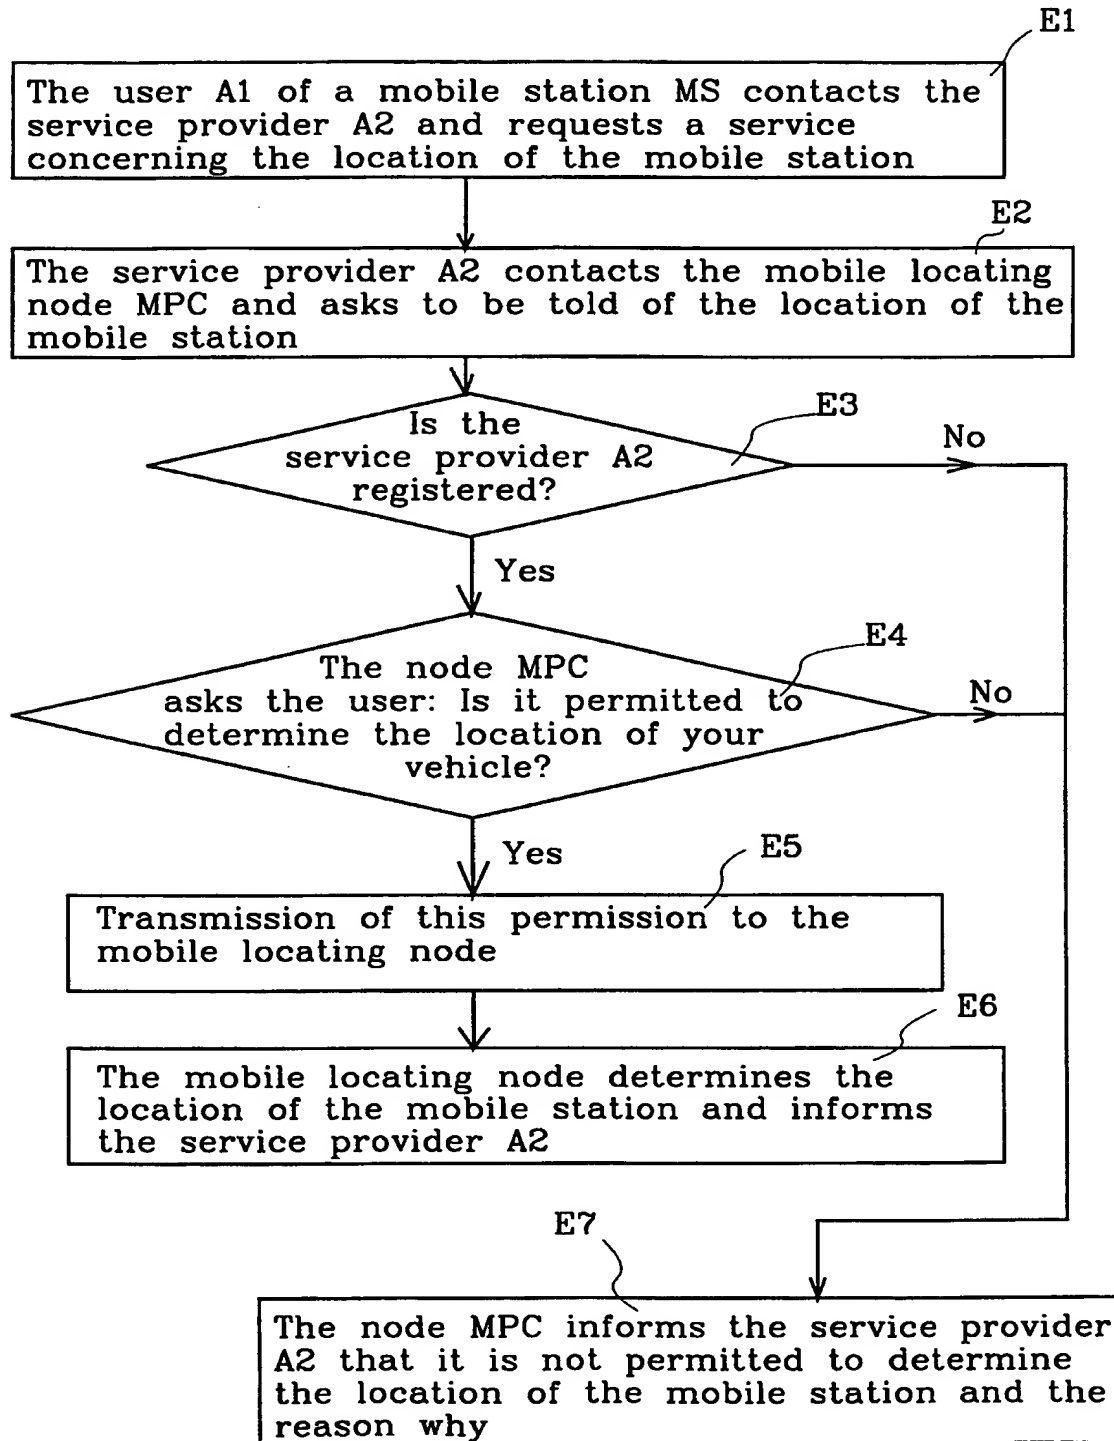 E1
The user A1 of a mobile station MS contacts the
service provider A2 and requests a service
concerning the location of the mobile station
E2
The service provider A2 contacts the mobile locating
node MPC and asks to be told of the location of the
mobile station
E3
Is the
service provider A2
registered?
No
Yes
E4
The node MPC
asks the user: Is it permitted to
determine the location of your
vehicle?
No
Yes
E5
Transmission of this permission to the
mobile locating node
E6
The mobile locating node determines the
location of the mobile station and informs
the service provider A2
E7
The node MPC informs the service provider
A2 that it is not permitted to determine
the location of the mobile station and the
reason why